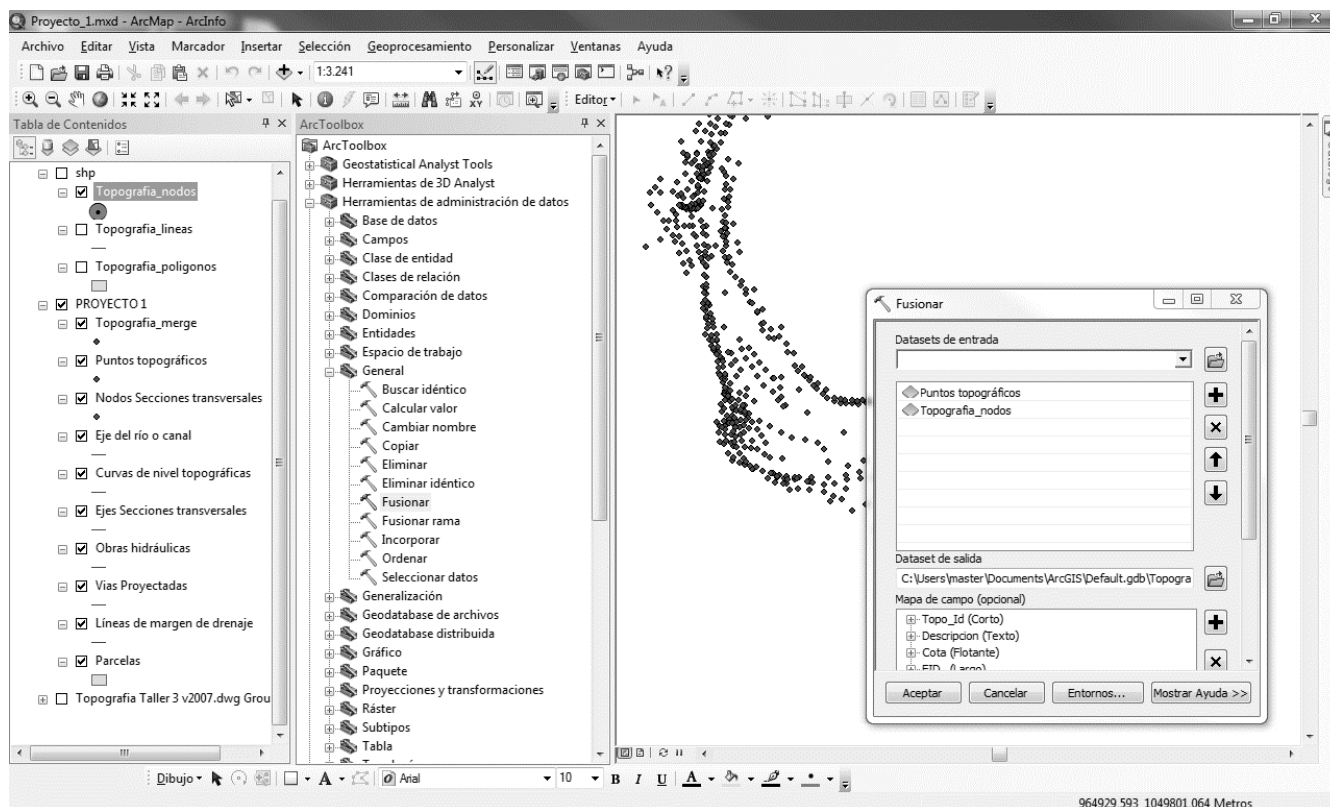 Proyecto_1.mxd - ArcMap - ArcInfo
Archivo Editar Vista Marcador Insertar Selección Geoprocesamiento Personalizar Ventanas Ayuda
1:3.241
Editor
Tabla de Contenidos
shp
Topografia_nodos
Topografia_lineas
Topografia_poligonos
PROYECTO 1
Topografia_merge
Puntos topográficos
Nodos Secciones transversales
Eje del río o canal
Curvas de nivel topográficas
Ejes Secciones transversales
Obras hidráulicas
Vias Proyectadas
Líneas de margen de drenaje
Parcelas
Topografia Taller 3 v2007.dwg Grou
ArcToolbox
ArcToolbox
Geostatistical Analyst Tools
Herramientas de 3D Analyst
Herramientas de administración de datos
Base de datos
Campos
Clase de entidad
Clases de relación
Comparación de datos
Dominios
Entidades
Espacio de trabajo
General
Buscar idéntico
Calcular valor
Cambiar nombre
Copiar
Eliminar
Eliminar idéntico
Fusionar
Fusionar rama
Incorporar
Ordenar
Seleccionar datos
Generalización
Geodatabase de archivos
Geodatabase distribuida
Gráfico
Paquete
Proyecciones y transformaciones
Ráster
Subtipos
Tabla
Fusionar
Datasets de entrada
Puntos topográficos
Topografia_nodos
Dataset de salida
C:\Users\master\Documents\ArcGIS\Default.gdb\Topogra
Mapa de campo (opcional)
Topo_Id (Corto)
Descripcion (Texto)
Cota (Flotante)
Aceptar Cancelar Entornos... Mostrar Ayuda >>
Dibujo A Arial 10 B I U A
964929,593 1049801,064 Metros